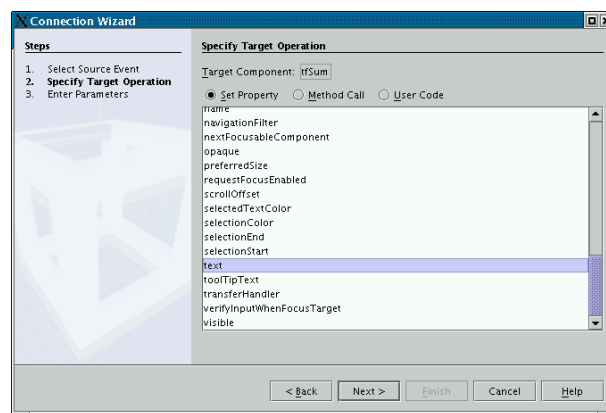 Connection Wizard
Steps
1. Select Source Event
2. Specify Target Operation
3. Enter Parameters
Specify Target Operation
Target Component: tfSum
Set Property Method Call User Code
name
navigationFilter
nextFocusableComponent
opaque
preferredSize
requestFocusEnabled
scrollOffset
selectedTextColor
selectionColor
selectionEnd
selectionStart
text
toolTipText
transferHandler
verifyInputWhenFocusTarget
visible
< Back Next > Finish Cancel Help